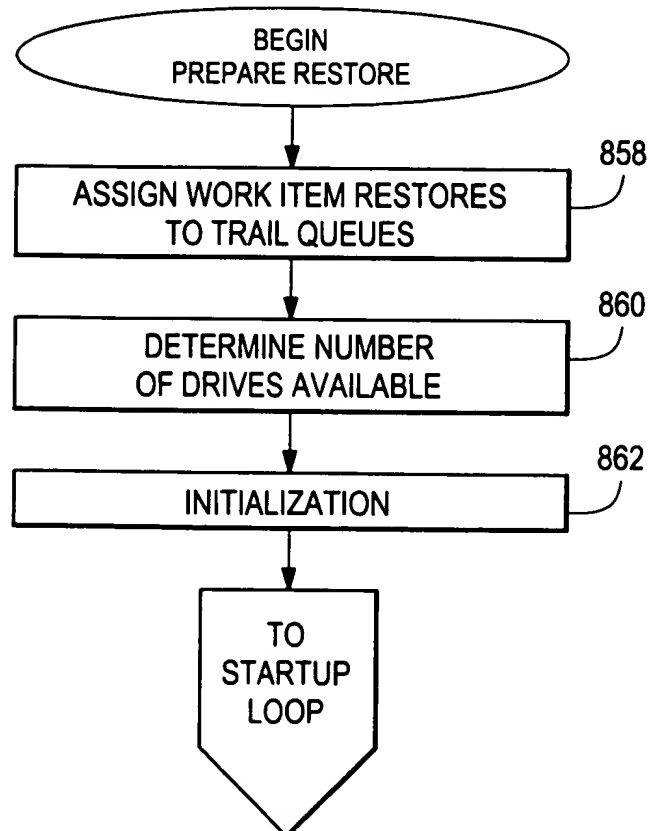 BEGIN
PREPARE RESTORE
858
ASSIGN WORK ITEM RESTORES
TO TRAIL QUEUES
860
DETERMINE NUMBER
OF DRIVES AVAILABLE
862
INITIALIZATION
TO
STARTUP
LOOP